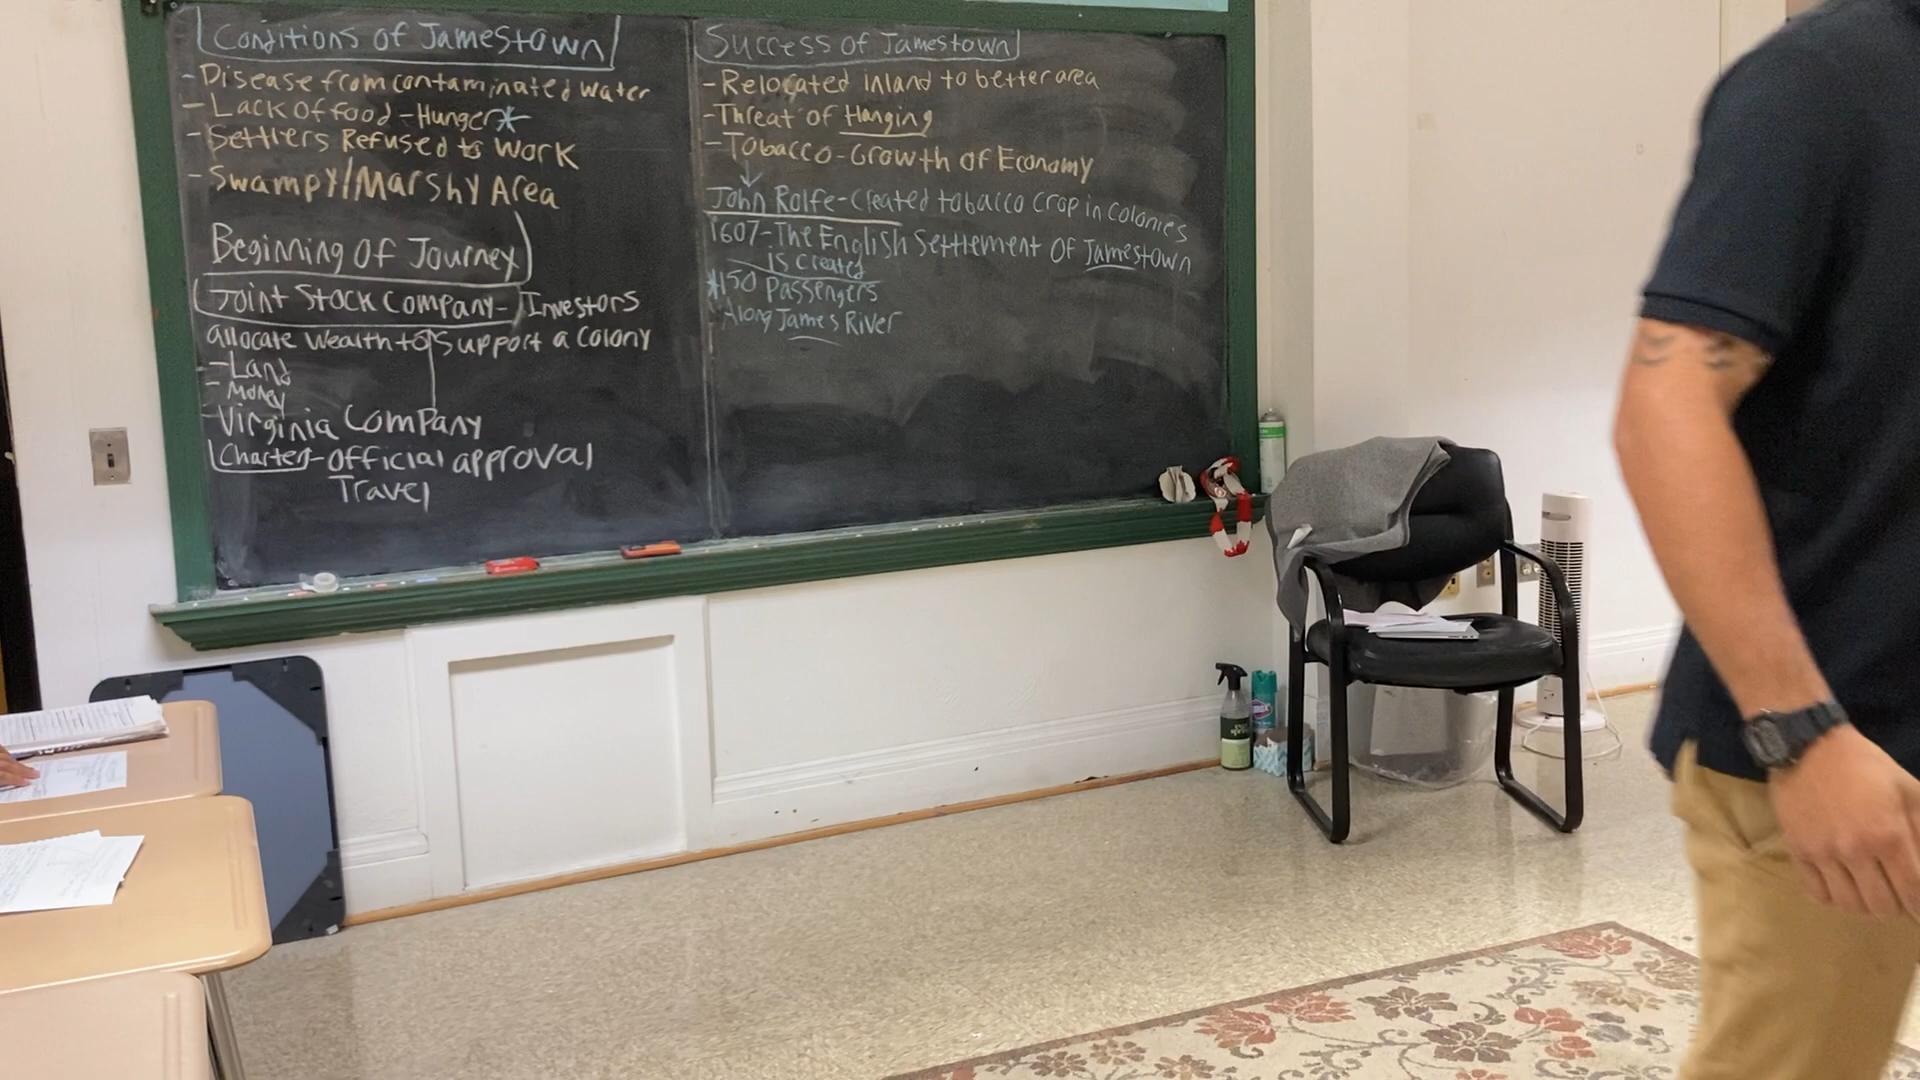 Conditions of Jamestown
- Disease from contaminated water
- Lack of food - Hunger*
- Settlers Refused to Work
- Swampy/Marshy Area
Beginning Of Journey
Joint Stock Company- Investors
allocate wealth to support a colony
- Land
- Money
- Virginia Company
Charter- official approval
Travel
Success of Jamestown
- Relocated inland to better area
- Threat of Hanging
- Tobacco - Growth of Economy
John Rolfe - Created tobacco crop in colonies
1607 - The English Settlement Of Jamestown
is created
*150 Passengers
Along James River